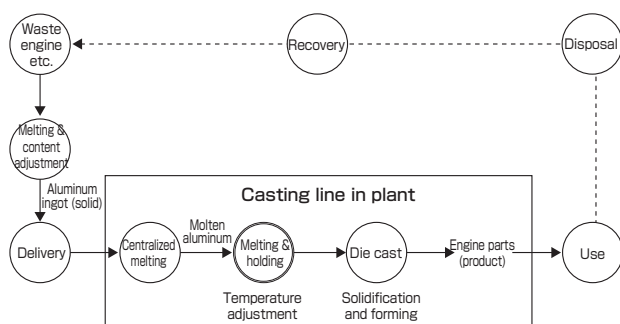 Waste
engine
etc.
Recovery
Disposal
Melting &
content
adjustment
Aluminum
ingot (solid)
Casting line in plant
Delivery
Centralized
melting
Molten
aluminum
Melting &
holding
Die cast
Engine parts
(product)
Use
Temperature
adjustment
Solidification
and forming